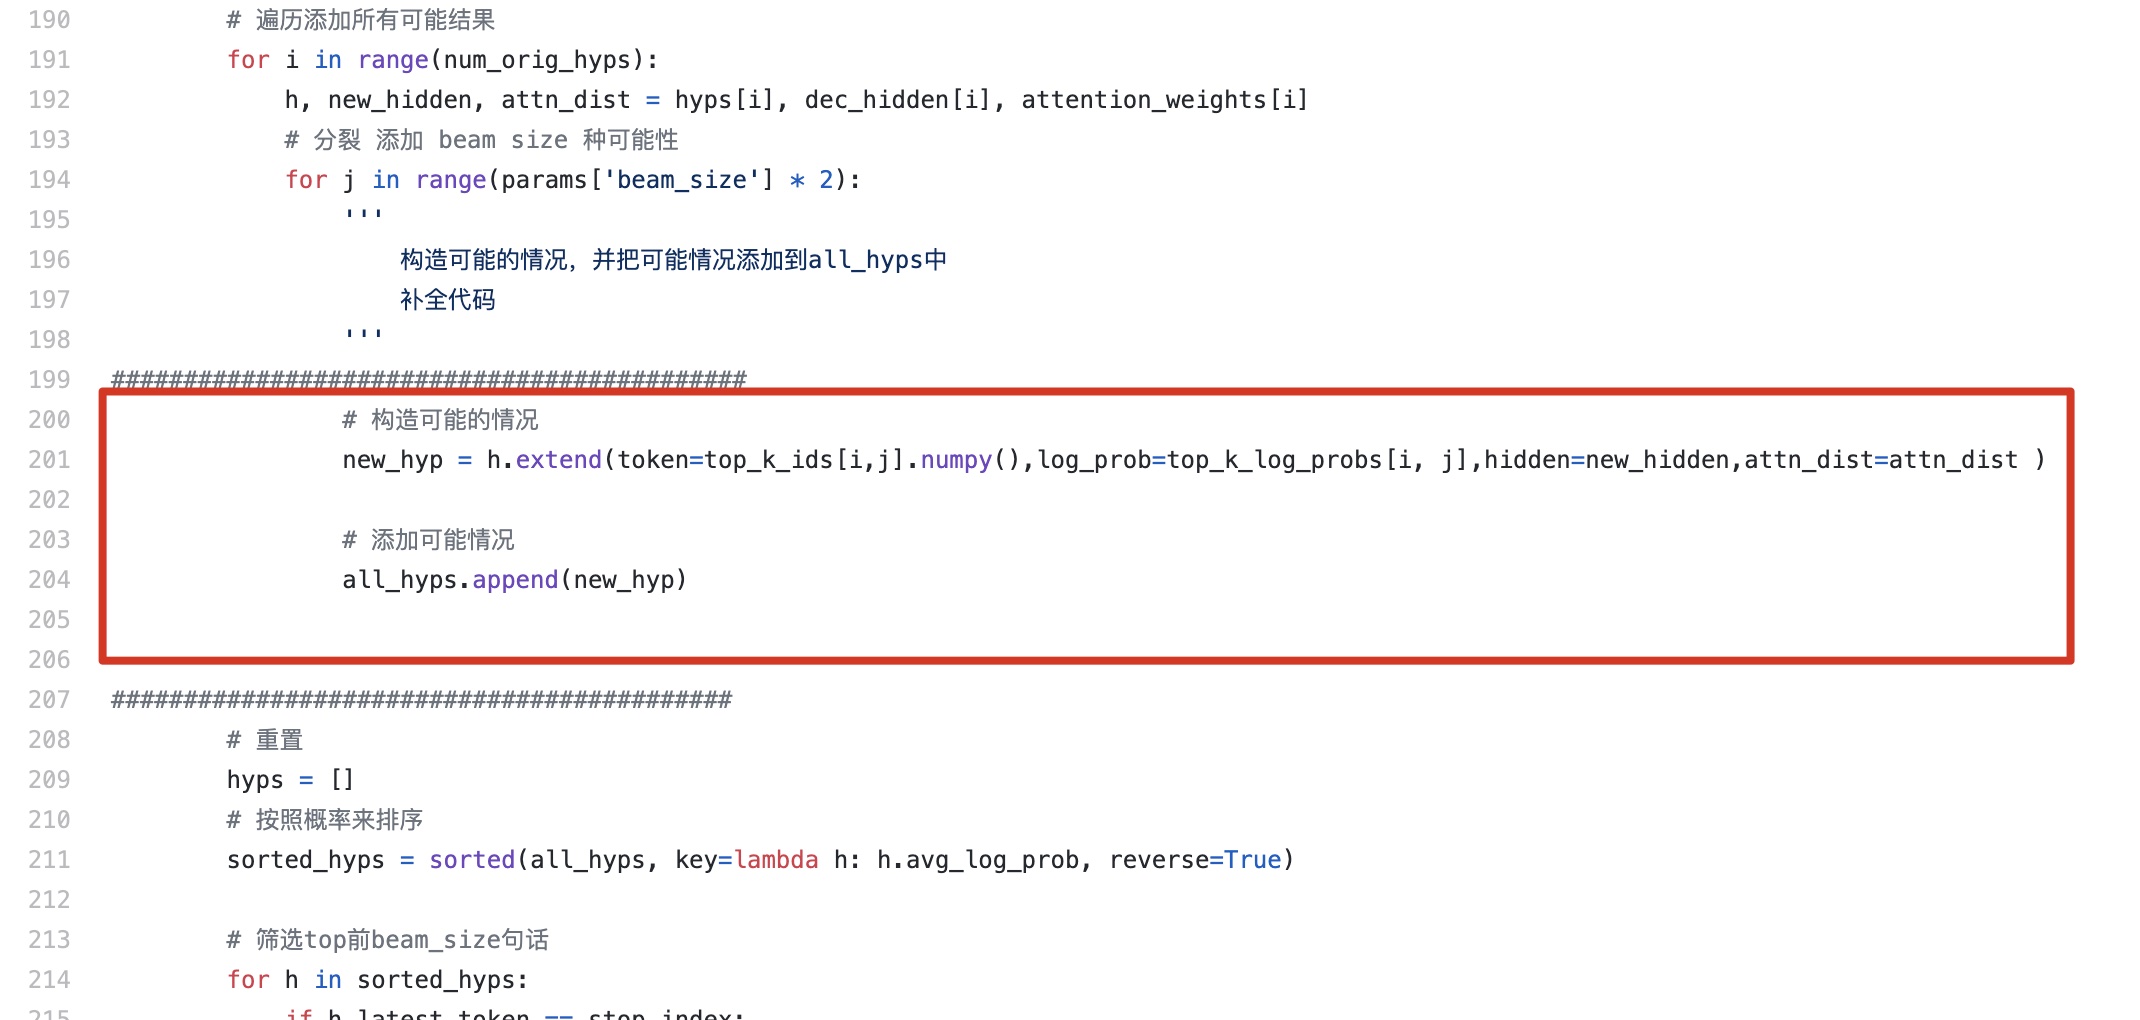 190 # 遍历添加所有可能结果
191 for i in range(num_orig_hyps):
192 h, new_hidden, attn_dist = hyps[i], dec_hidden[i], attention_weights[i]
193 # 分裂 添加 beam size 种可能性
194 for j in range(params['beam_size'] * 2):
195 '''
196 构造可能的情况，并把可能情况添加到all_hyps中
197 补全代码
198 '''
199 ############################################
200 # 构造可能的情况
201 new_hyp = h.extend(token=top_k_ids[i,j].numpy(),log_prob=top_k_log_probs[i, j],hidden=new_hidden,attn_dist=attn_dist )
202
203 # 添加可能情况
204 all_hyps.append(new_hyp)
205
206
207 ###########################################
208 # 重置
209 hyps = []
210 # 按照概率来排序
211 sorted_hyps = sorted(all_hyps, key=lambda h: h.avg_log_prob, reverse=True)
212
213 # 筛选top前beam_size句话
214 for h in sorted_hyps:
215 if h.latest_token == stop_index: